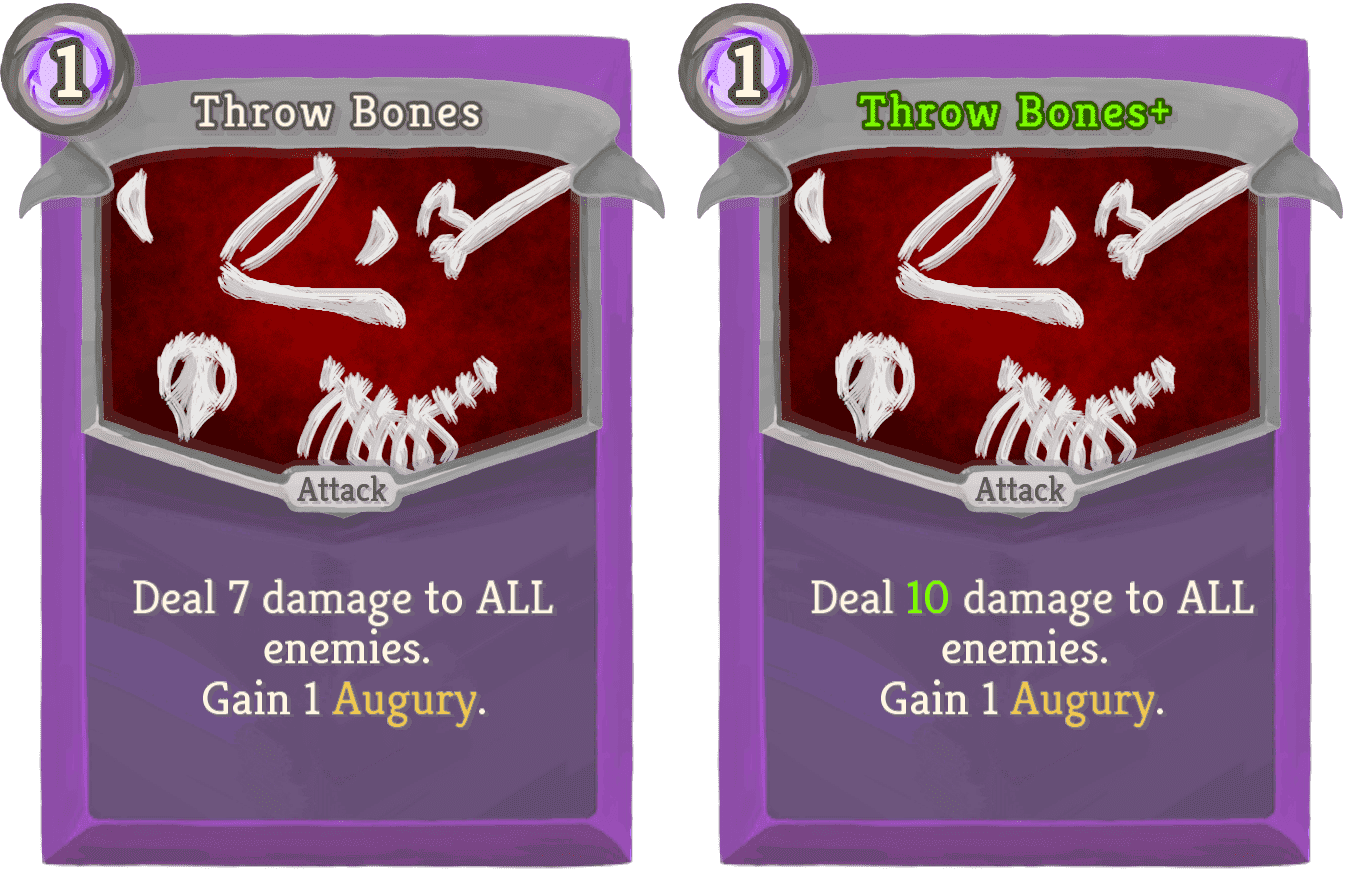 1
Throw Bones
Attack
Deal 7 damage to ALL
enemies.
Gain 1 Augury.
1
Throw Bones+
Attack
Deal 10 damage to ALL
enemies.
Gain 1 Augury.